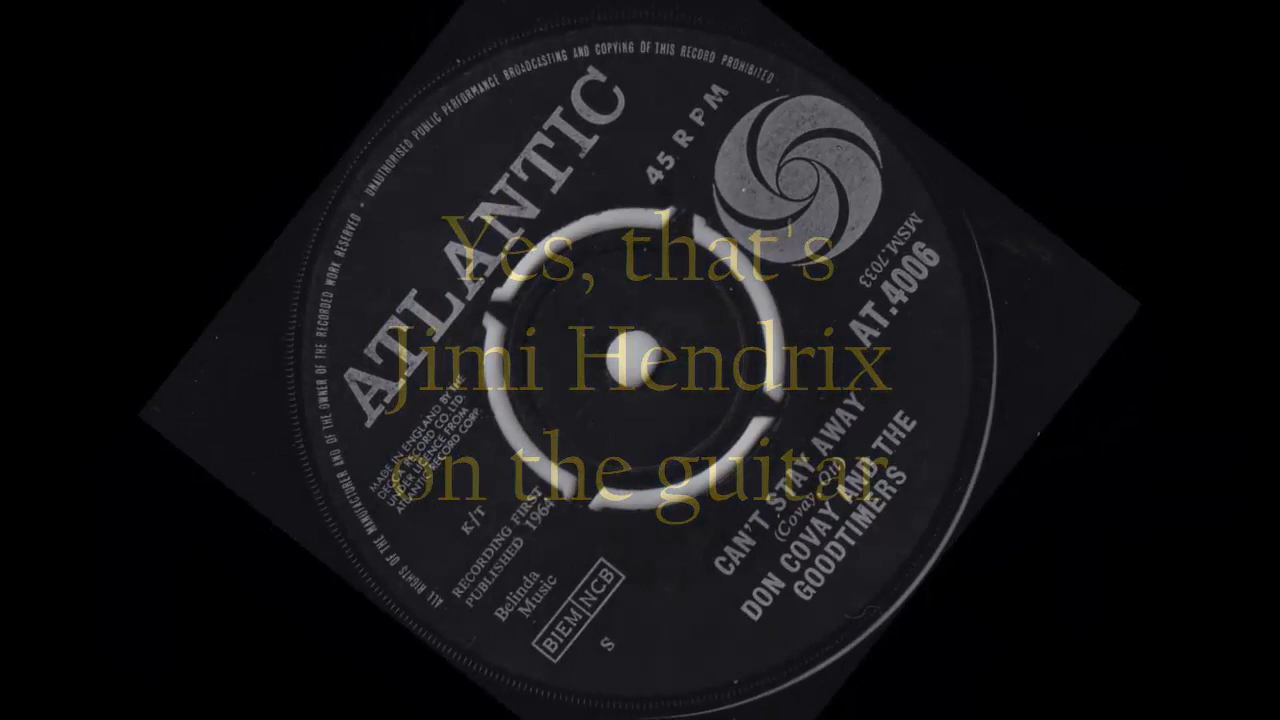 UNAUTHORISED PUBLIC PERFORMANCE BROADCASTING AND COPYING OF THIS RECORD PROHIBITED
ALL RIGHTS OF THE MANUFACTURER AND OF THE OWNER OF THE RECORDED WORK RESERVED •
ATLANTIC
45 RPM
Yes, that's
Jimi Hendrix
on the guitar
MSM.7033
AT.4006
MADE IN ENGLAND BY THE
DECCA RECORD CO. LTD.
UNDER LICENCE FROM
RECORD CORP.
K/T
RECORDING FIRST
PUBLISHED 1964
Belinda
Music
BIEM/NCB
S
CAN'T STAY AWAY
(Covay,
DON COVAY AND THE
GOODTIMERS